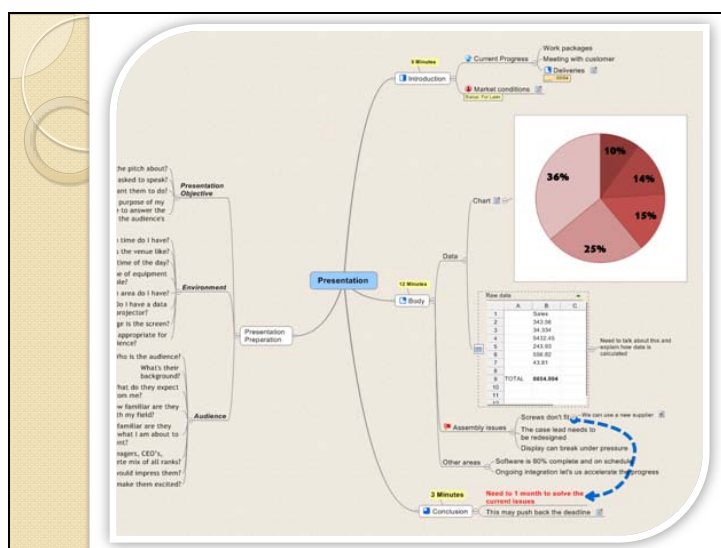 Minutes
Introduction
Current Progress
Work packages
Meeting with customer
Deliveries
Market conditions
the pitch about?
asked to speak?
ant them to do?
purpose of my
e to answer the
the audience's
Presentation
Objective
time do I have?
the venue like?
time of the day?
e of equipment
area do I have?
Do I have a data
projector?
ge is the screen?
appropriate for
Environment
Who is the audience?
What's their
background?
hat do they expect
om me?
w familiar are they
th my field?
familiar are they
what I am about to
nagers, CEO's,
ete mix of all ranks?
would impress them?
make them excited?
Audience
Presentation
Preparation
Presentation
12 Minutes
Body
Data
Chart
10%
14%
15%
25%
36%
Raw data
A B C
1 Sales
2 343.56
3 34.334
4 5432.45
5 243.93
6 556.82
7 43.81
8
9 TOTAL 6654.904
10
11
Need to talk about this and
explain how data is
calculated
Assembly issues
Screws don't fit
We can use a new supplier
The case lead needs to
be redesigned
Display can break under pressure
Other areas
Software is 80% complete and on schedule
Ongoing integration let's us accelerate the progress
3 Minutes
Conclusion
Need to 1 month to solve the
current issues
This may push back the deadline